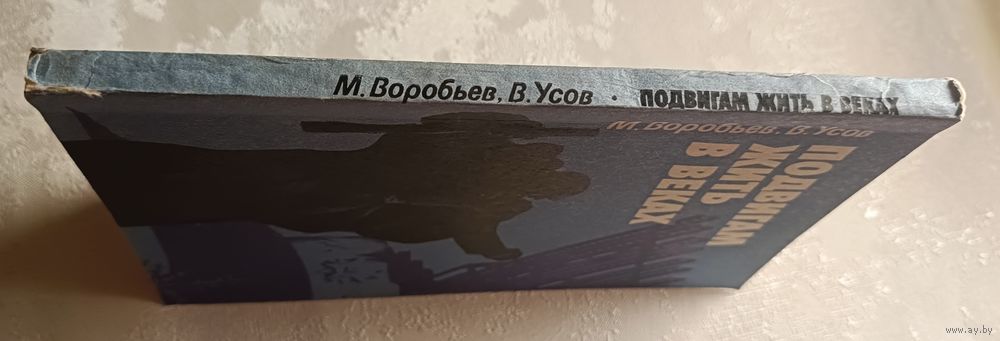 М. Воробьев, В. Усов · ПОДВИГАМ ЖИТЬ В ВЕКАХ
М. Воробьев, В. Усов
ПОДВИГАМ
ЖИТЬ
В ВЕКАХ
www.ay.by